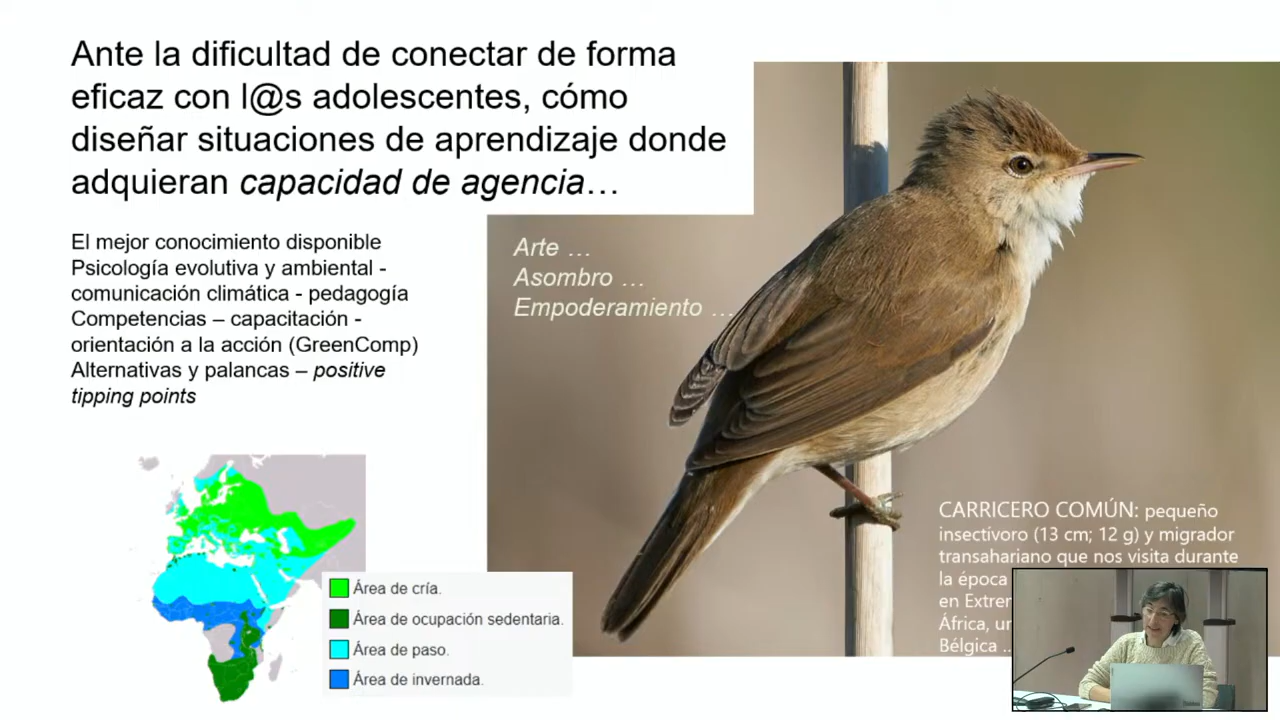 Ante la dificultad de conectar de forma
eficaz con l@s adolescentes, cómo
diseñar situaciones de aprendizaje donde
adquieran capacidad de agencia…
El mejor conocimiento disponible
Psicología evolutiva y ambiental -
comunicación climática - pedagogía
Competencias – capacitación -
orientación a la acción (GreenComp)
Alternativas y palancas – positive
tipping points
Arte …
Asombro …
Empoderamiento …
Área de cría.
Área de ocupación sedentaria.
Área de paso.
Área de invernada.
CARRICERO COMÚN: pequeño
insectívoro (13 cm; 12 g) y migrador
transahariano que nos visita durante
la época
en
África,
Bélgica ..